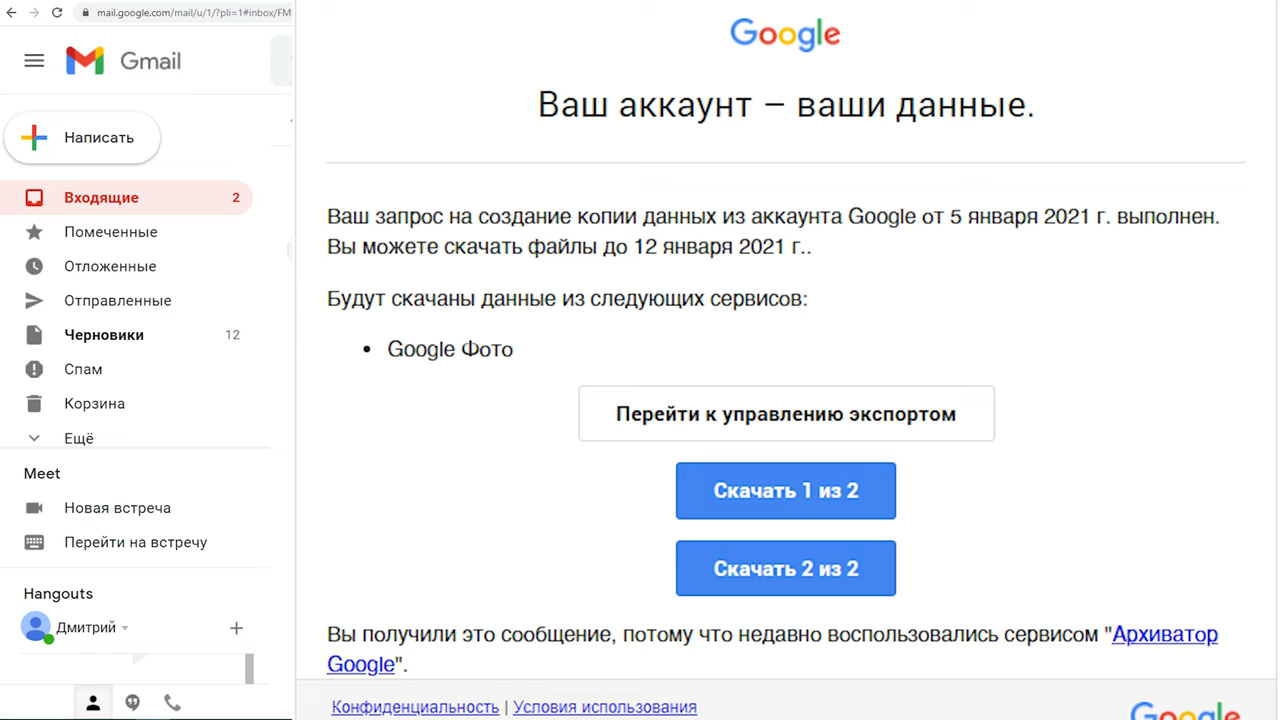 mail.google.com/mail/u/1/?pli=1#inbox/FM
Gmail
Написать
Входящие 2
Помеченные
Отложенные
Отправленные
Черновики 12
Спам
Корзина
Ещё
Meet
Новая встреча
Перейти на встречу
Hangouts
Дмитрий
Google
Ваш аккаунт – ваши данные.
Ваш запрос на создание копии данных из аккаунта Google от 5 января 2021 г. выполнен.
Вы можете скачать файлы до 12 января 2021 г..
Будут скачаны данные из следующих сервисов:
• Google Фото
Перейти к управлению экспортом
Скачать 1 из 2
Скачать 2 из 2
Вы получили это сообщение, потому что недавно воспользовались сервисом "Архиватор
Google".
Конфиденциальность | Условия использования
Google